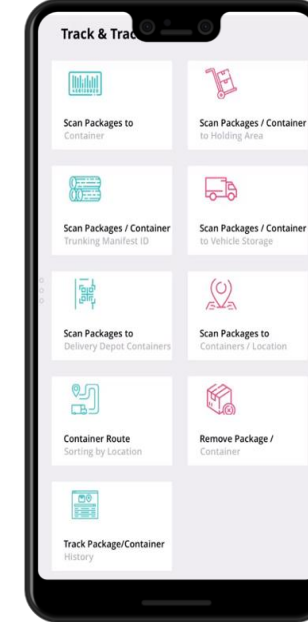 Track & Trac
Scan Packages to
Container
Scan Packages / Container
to Holding Area
Scan Packages / Container
Trunking Manifest ID
Scan Packages / Container
to Vehicle Storage
Scan Packages to
Delivery Depot Containers
Scan Packages to
Containers / Location
Container Route
Sorting by Location
Remove Package /
Container
Track Package/Container
History